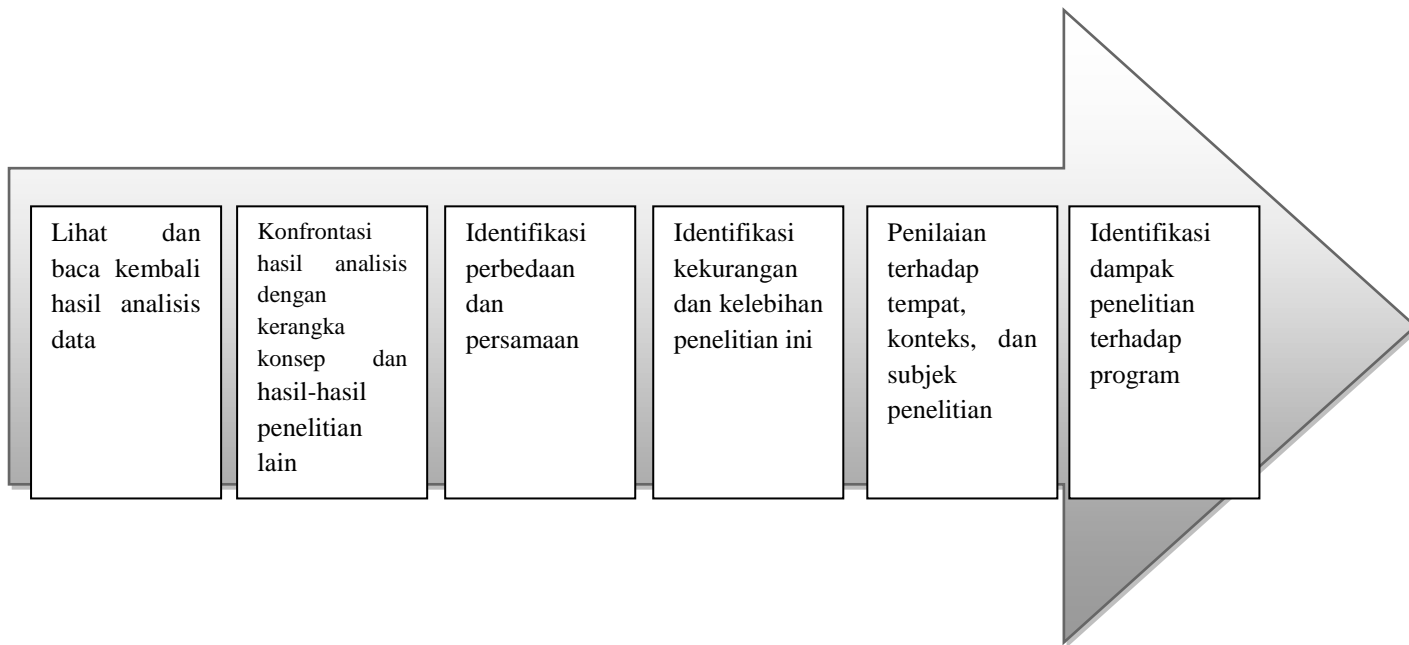 Lihat dan
baca kembali
hasil analisis
data
Konfrontasi
hasil analisis
dengan
kerangka
konsep dan
hasil-hasil
penelitian
lain
Identifikasi
perbedaan
dan
persamaan
Identifikasi
kekurangan
dan kelebihan
penelitian ini
Penilaian
terhadap
tempat,
konteks, dan
subjek
penelitian
Identifikasi
dampak
penelitian
terhadap
program